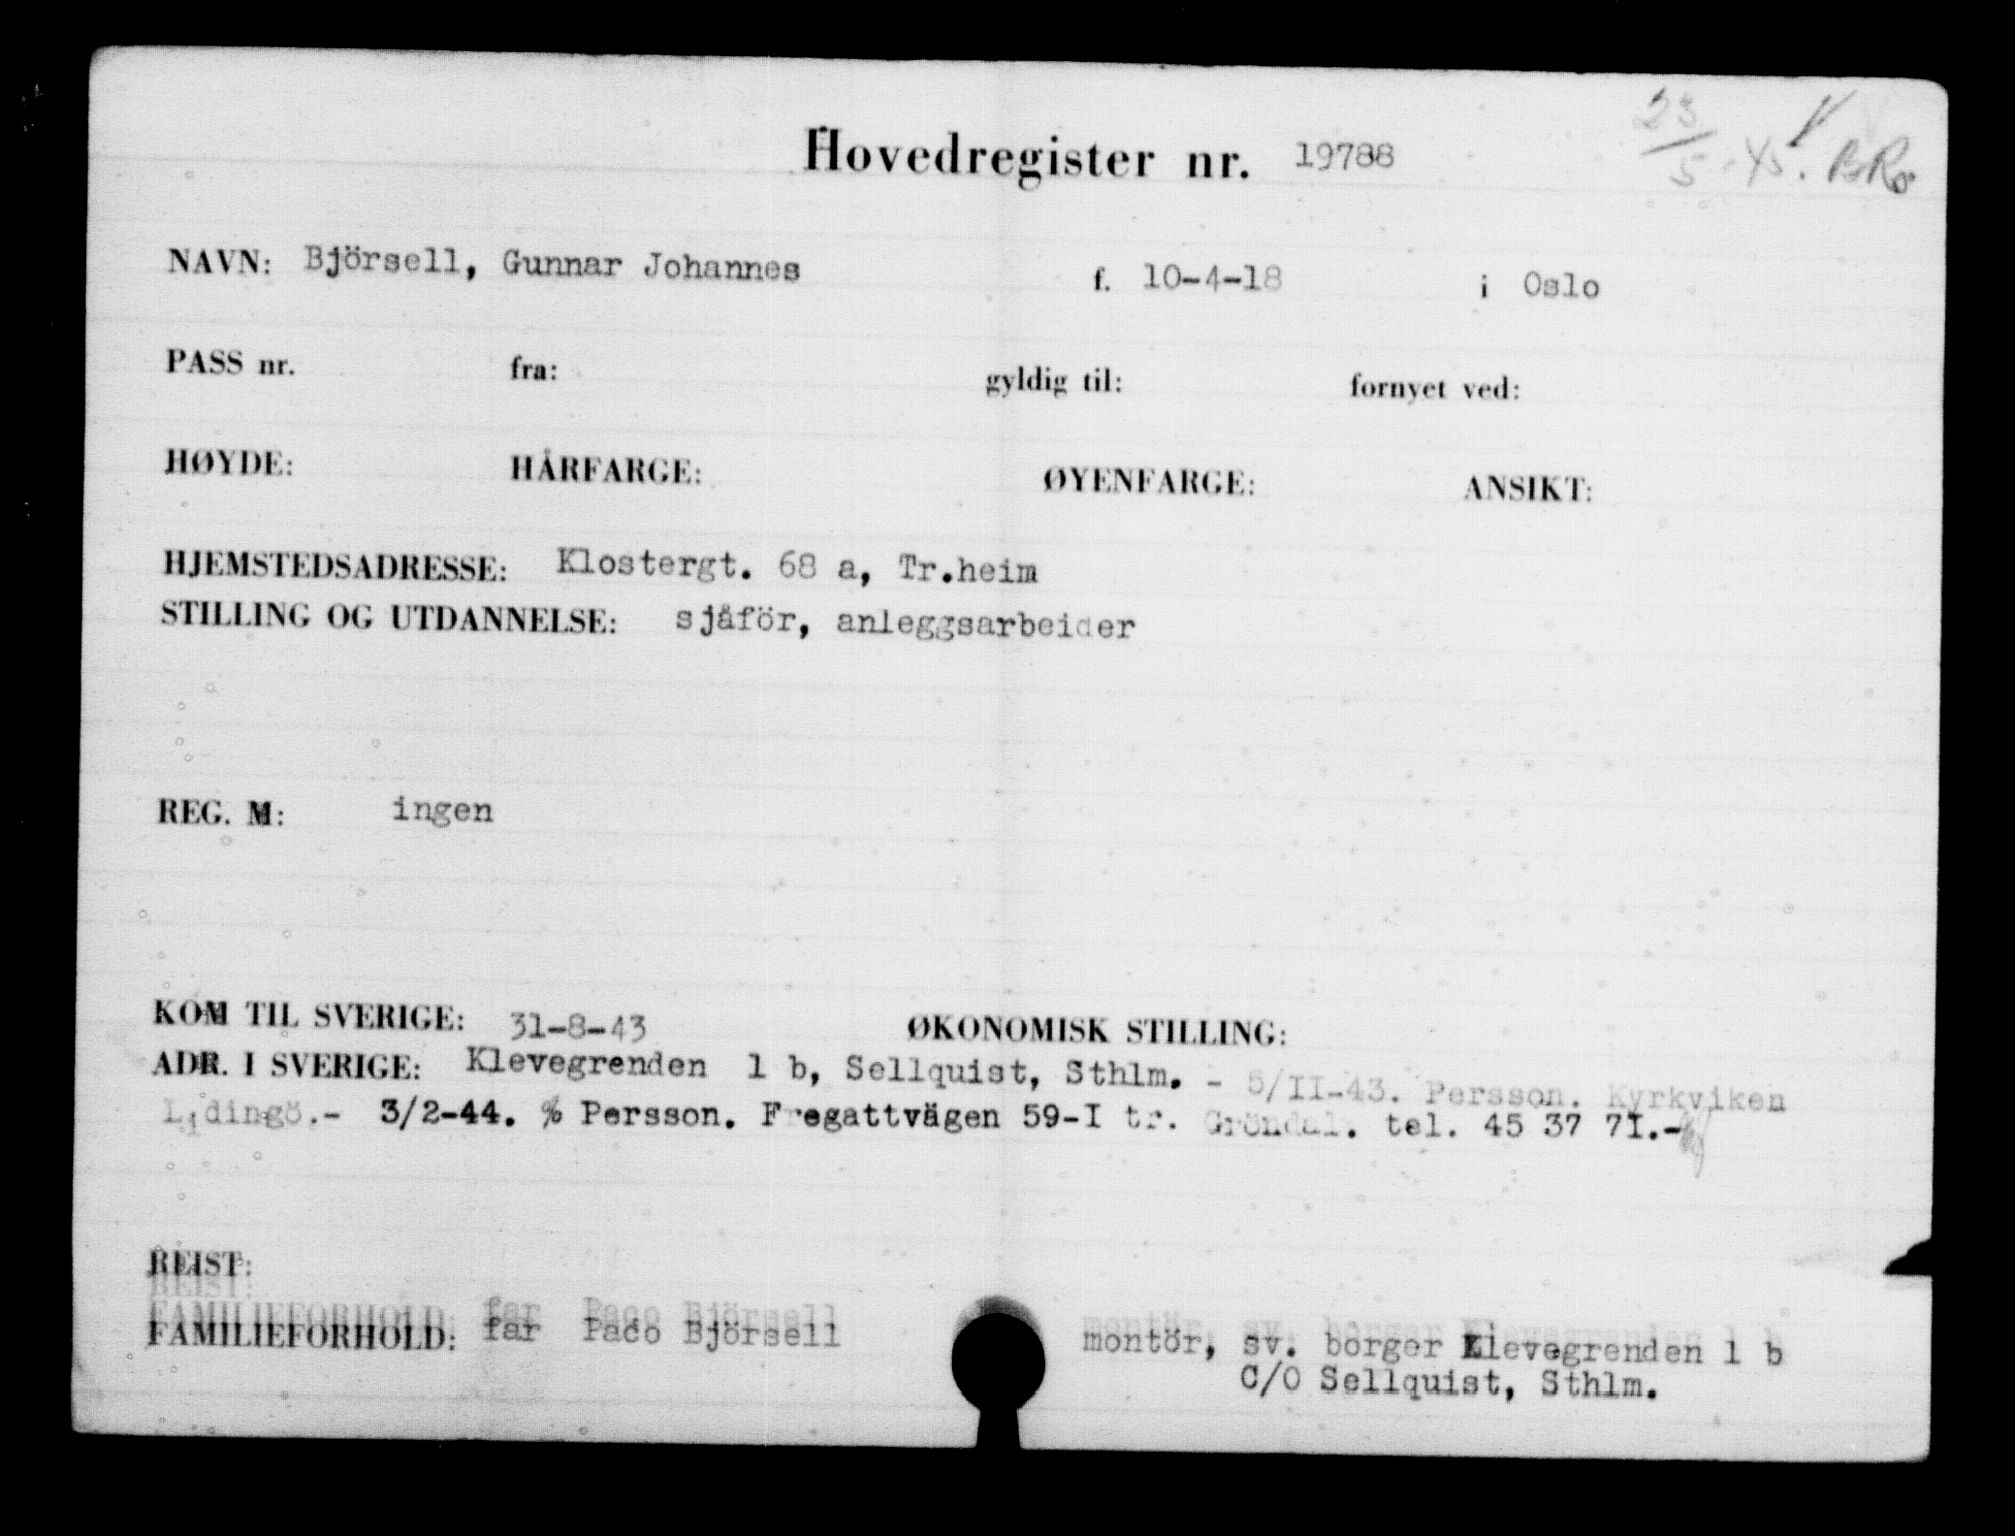 Hovedregister nr. 19788
23/5-45. BRo
NAVN: Björsell, Gunnar Johannes f. 10-4-18 i Oslo
PASS nr. fra: gyldig til: fornyet ved:
HØYDE: HÅRFARGE: ØYENFARGE: ANSIKT:
HJEMSTEDSADRESSE: Klostergt. 68 a, Tr.heim
STILLING OG UTDANNELSE: sjåför, anleggsarbeider
REG. M: ingen
KOM TIL SVERIGE: 31-8-43 ØKONOMISK STILLING:
ADR. I SVERIGE: Klevegrenden 1 b, Sellquist, Sthlm. - 5/II-43. Persson. Kyrkviken
Lidingö.- 3/2-44. % Persson. Fregattvägen 59-I tr. Gröndal. tel. 45 37 71.-
REIST:
FAMILIEFORHOLD: far Paco Björsell montör, sv. borger Klevegrenden 1 b
C/O Sellquist, Sthlm.